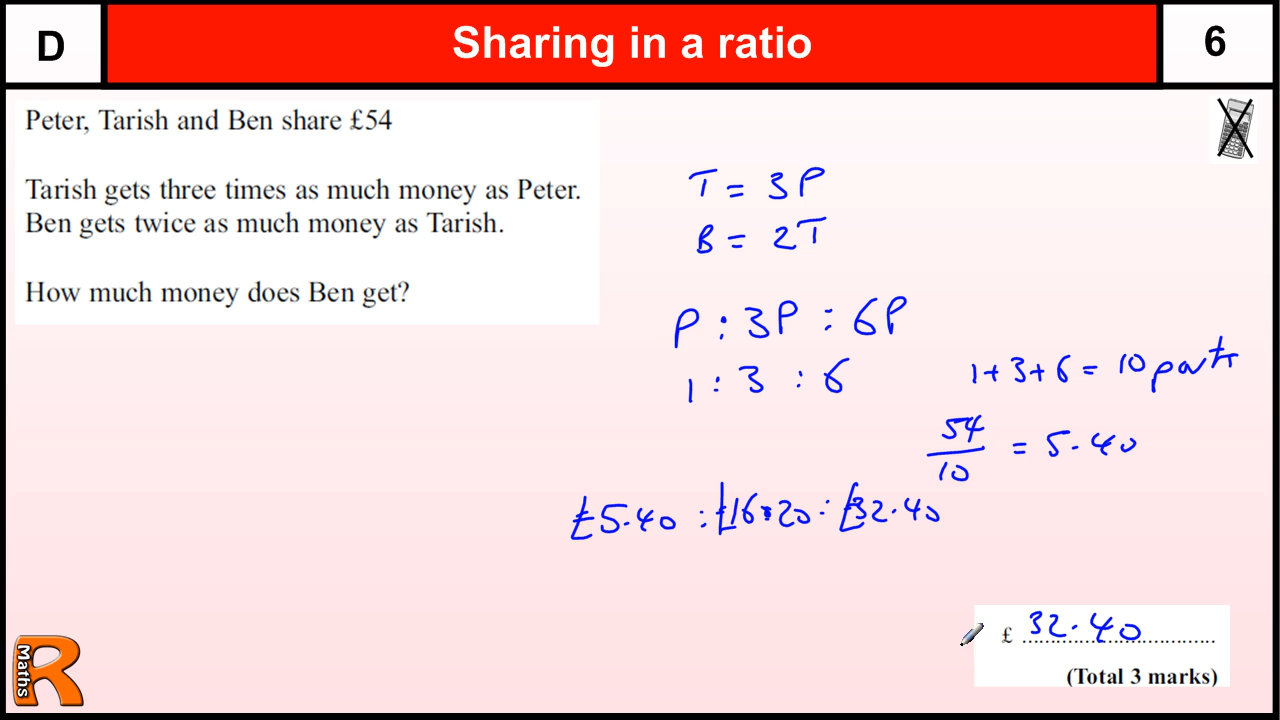 D
Sharing in a ratio
6
Peter, Tarish and Ben share £54
Tarish gets three times as much money as Peter.
Ben gets twice as much money as Tarish.
How much money does Ben get?
T = 3P
B = 2T
P : 3P : 6P
1 : 3 : 6
1+3+6 = 10 parts
54
10
= 5.40
£5.40 : £16.20 : £32.40
£ 32.40
(Total 3 marks)
R
Maths